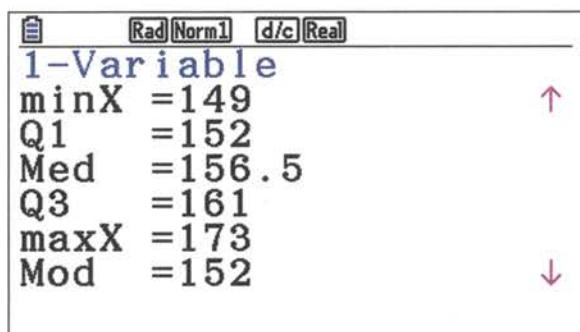 Rad Norm1 d/c Real
1-Variable
minX =149
Q1 =152
Med =156.5
Q3 =161
maxX =173
Mod =152